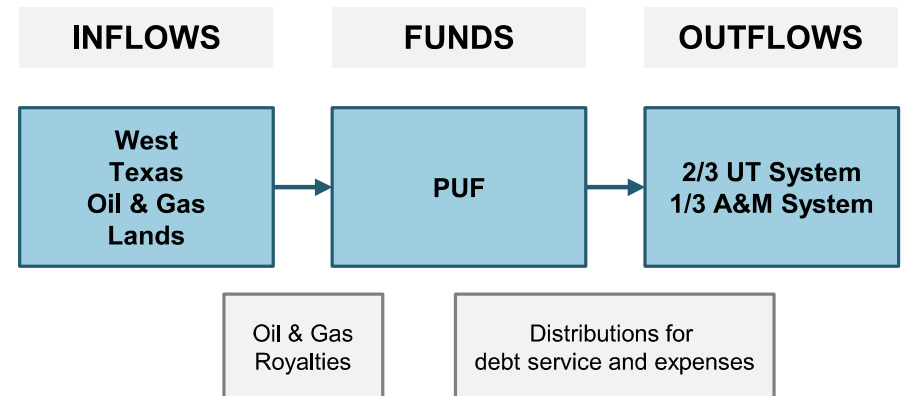 INFLOWS
FUNDS
OUTFLOWS
West
Texas
Oil & Gas
Lands
PUF
2/3 UT System
1/3 A&M System
Oil & Gas
Royalties
Distributions for
debt service and expenses